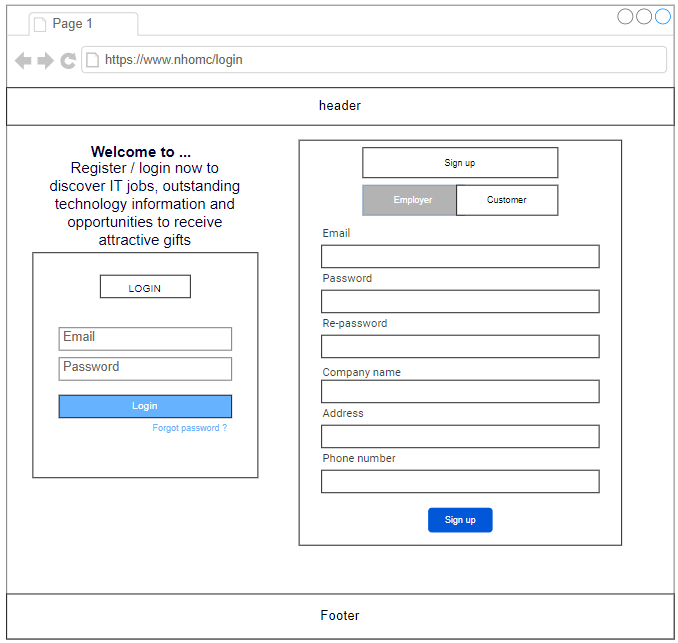 Page 1
https://www.nhomc/login
header
Welcome to ...
Register / login now to
discover IT jobs, outstanding
technology information and
opportunities to receive
attractive gifts
LOGIN
Email
Password
Login
Forgot password ?
Sign up
Employer
Customer
Email
Password
Re-password
Company name
Address
Phone number
Sign up
Footer